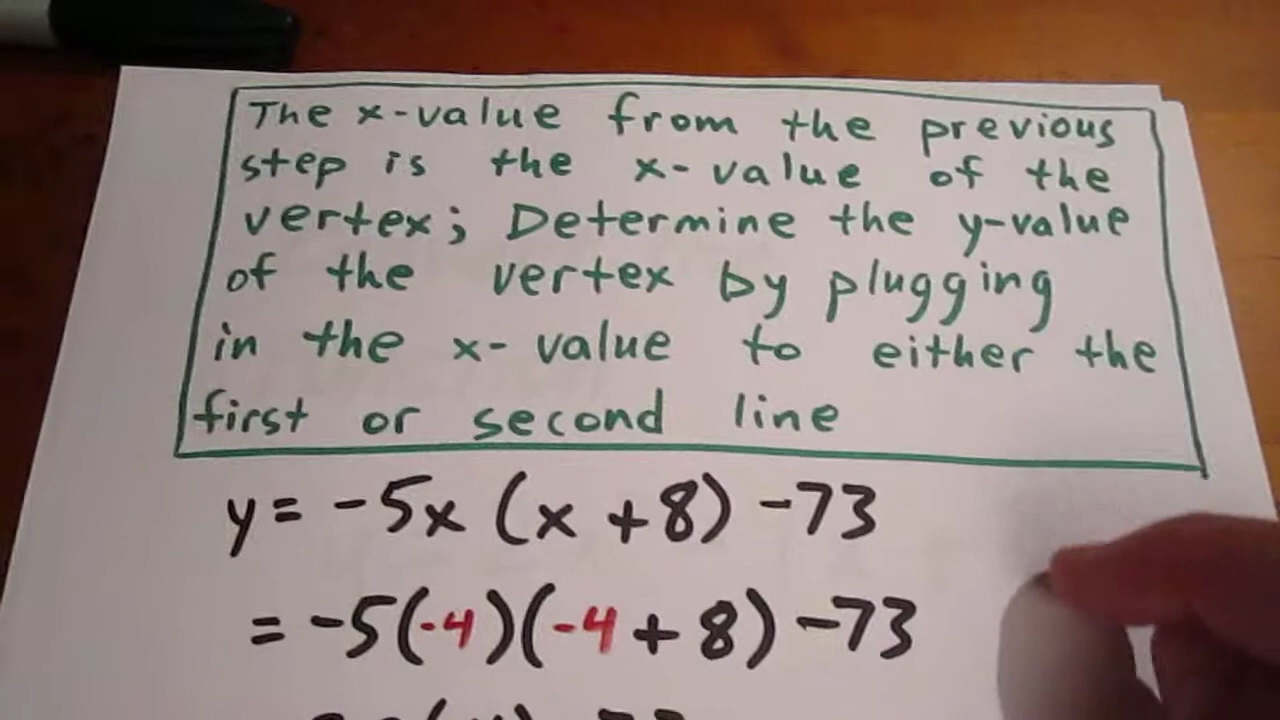 The x-value from the previous
step is the x-value of the
vertex; Determine the y-value
of the vertex by plugging
in the x-value to either the
first or second line
y = -5x (x + 8) - 73
= -5(-4)(-4 + 8) - 73